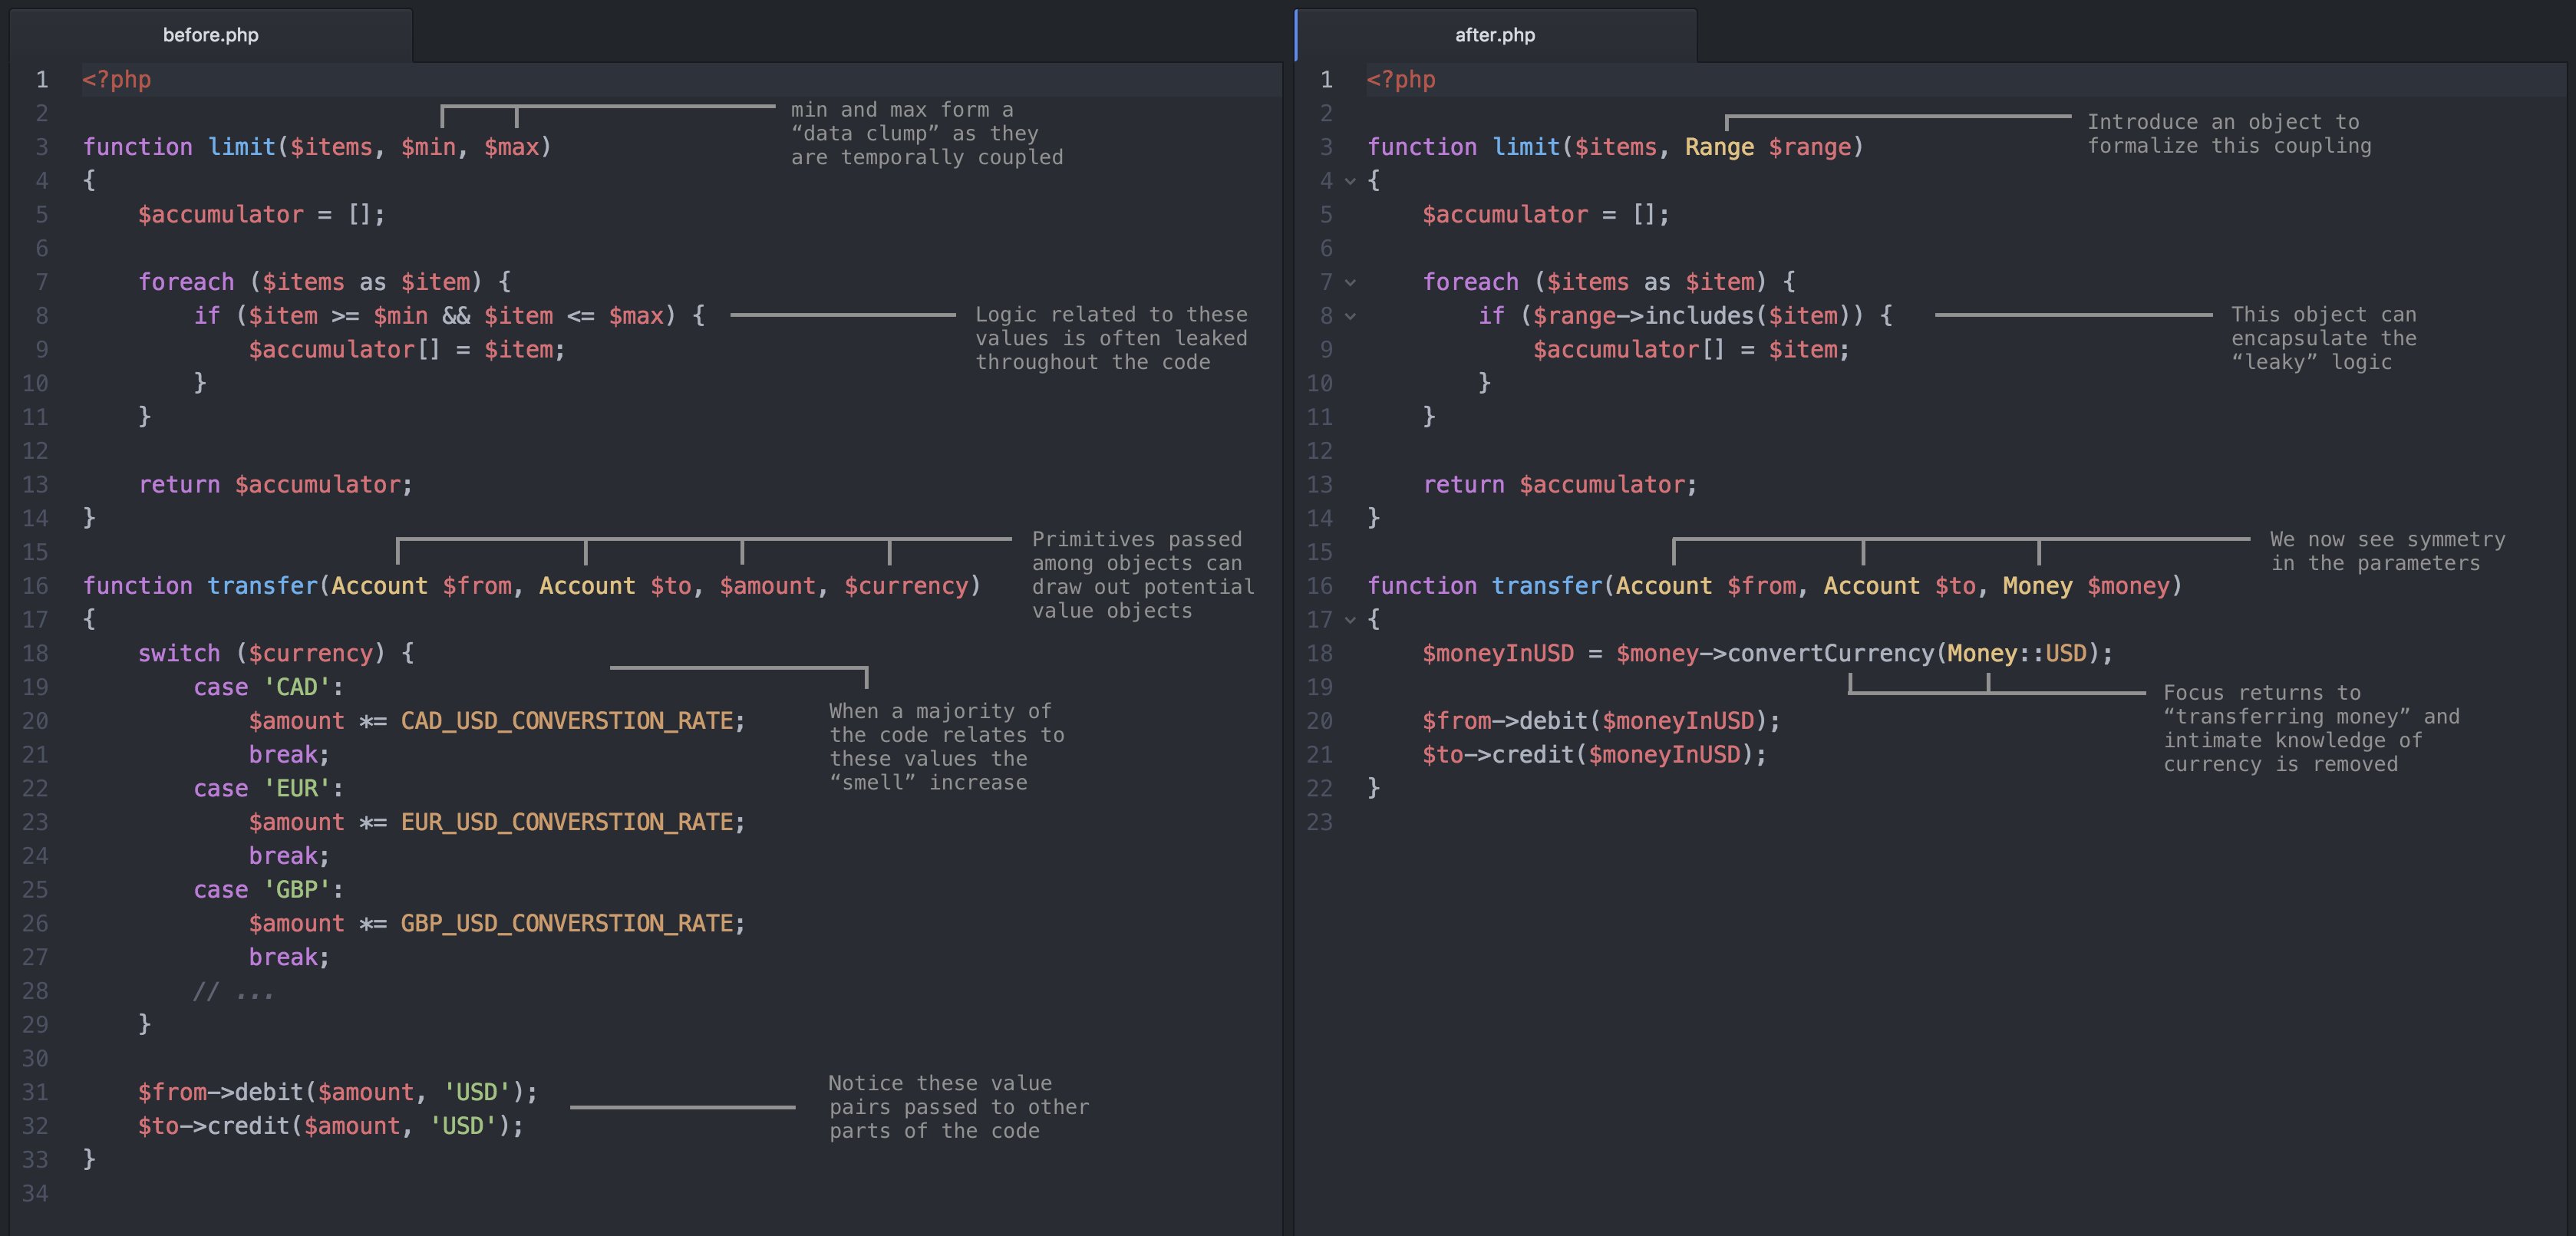 before.php
1 <?php
2
min and max form a
“data clump” as they
are temporally coupled
3 function limit($items, $min, $max)
4 {
5     $accumulator = [];
6
7     foreach ($items as $item) {
8         if ($item >= $min && $item <= $max) {
Logic related to these
values is often leaked
throughout the code
9             $accumulator[] = $item;
10         }
11     }
12
13     return $accumulator;
14 }
15
Primitives passed
among objects can
draw out potential
value objects
16 function transfer(Account $from, Account $to, $amount, $currency)
17 {
18     switch ($currency) {
19         case 'CAD':
20             $amount *= CAD_USD_CONVERSTION_RATE;
When a majority of
the code relates to
these values the
“smell” increase
21             break;
22         case 'EUR':
23             $amount *= EUR_USD_CONVERSTION_RATE;
24             break;
25         case 'GBP':
26             $amount *= GBP_USD_CONVERSTION_RATE;
27             break;
28         // ...
29     }
30
31     $from->debit($amount, 'USD');
32     $to->credit($amount, 'USD');
Notice these value
pairs passed to other
parts of the code
33 }
34
after.php
1 <?php
2
Introduce an object to
formalize this coupling
3 function limit($items, Range $range)
4 {
5     $accumulator = [];
6
7     foreach ($items as $item) {
8         if ($range->includes($item)) {
This object can
encapsulate the
“leaky” logic
9             $accumulator[] = $item;
10         }
11     }
12
13     return $accumulator;
14 }
15
We now see symmetry
in the parameters
16 function transfer(Account $from, Account $to, Money $money)
17 {
18     $moneyInUSD = $money->convertCurrency(Money::USD);
19
Focus returns to
“transferring money” and
intimate knowledge of
currency is removed
20     $from->debit($moneyInUSD);
21     $to->credit($moneyInUSD);
22 }
23